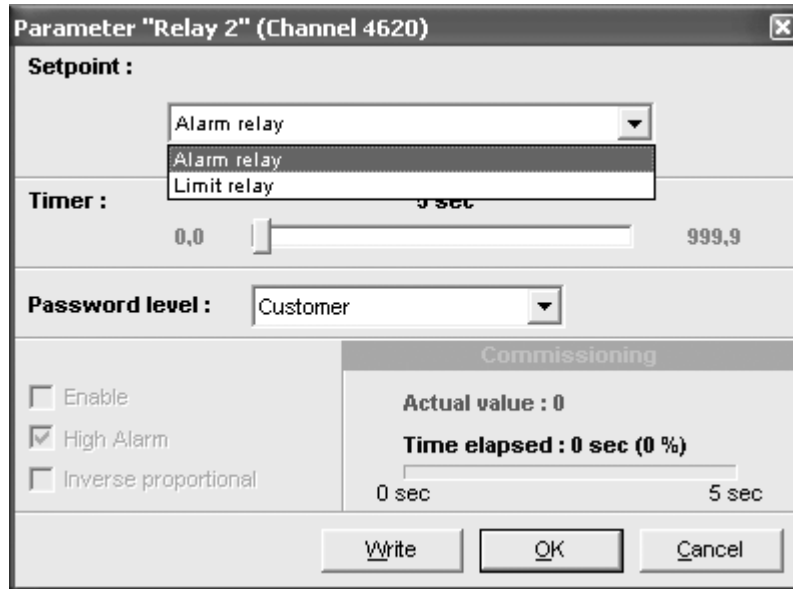 Parameter "Relay 2" (Channel 4620)
Setpoint :
Alarm relay
Alarm relay
Limit relay
Timer : 5 sec
0,0 999,9
Password level : Customer
Commissioning
Enable
Actual value : 0
High Alarm
Time elapsed : 0 sec (0 %)
Inverse proportional
0 sec 5 sec
Write OK Cancel